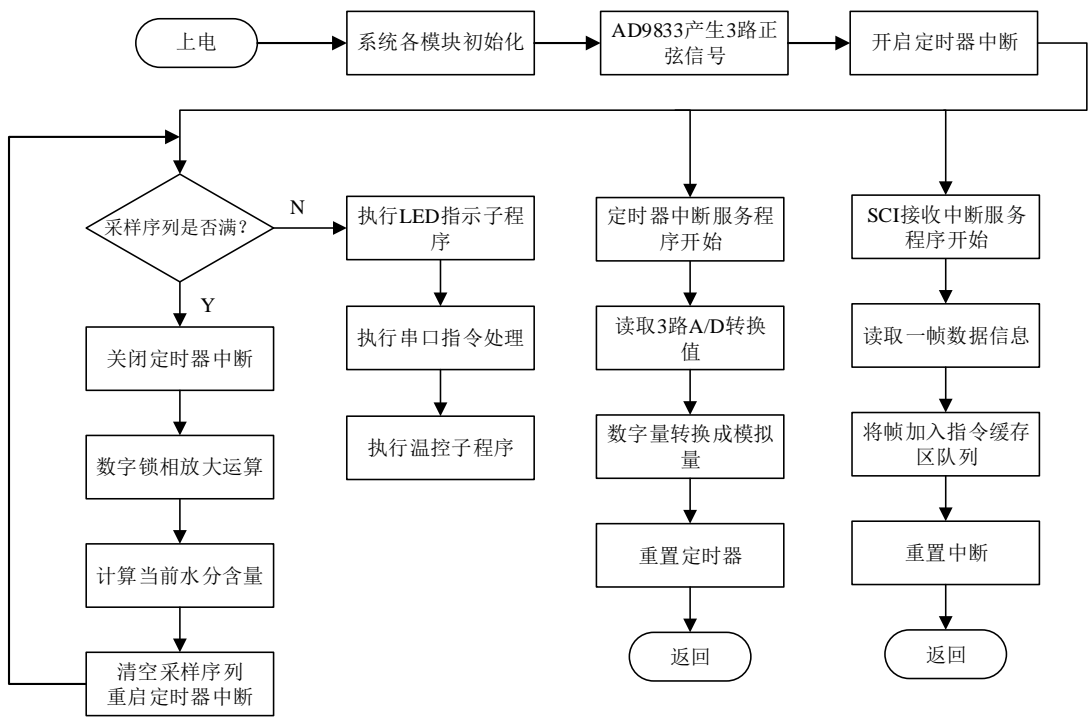 上电
系统各模块初始化
AD9833产生3路正
弦信号
开启定时器中断
采样序列是否满?
N
Y
关闭定时器中断
数字锁相放大运算
计算当前水分含量
清空采样序列
重启定时器中断
执行LED指示子程
序
执行串口指令处理
执行温控子程序
定时器中断服务程
序开始
读取3路A/D转换
值
数字量转换成模拟
量
重置定时器
返回
SCI接收中断服务
程序开始
读取一帧数据信息
将帧加入指令缓存
区队列
重置中断
返回